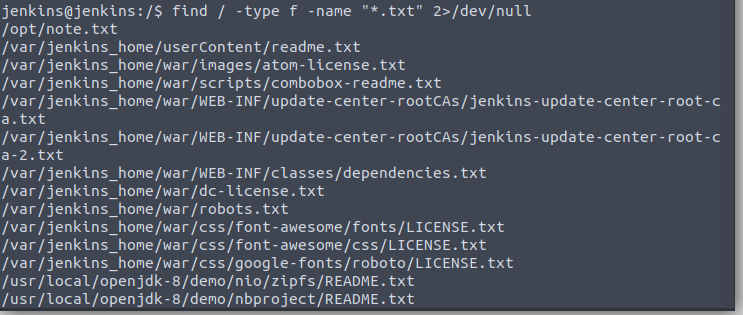 jenkins@jenkins:/$ find / -type f -name "*.txt" 2>/dev/null
/opt/note.txt
/var/jenkins_home/userContent/readme.txt
/var/jenkins_home/war/images/atom-license.txt
/var/jenkins_home/war/scripts/combobox-readme.txt
/var/jenkins_home/war/WEB-INF/update-center-rootCAs/jenkins-update-center-root-c
a.txt
/var/jenkins_home/war/WEB-INF/update-center-rootCAs/jenkins-update-center-root-c
a-2.txt
/var/jenkins_home/war/WEB-INF/classes/dependencies.txt
/var/jenkins_home/war/dc-license.txt
/var/jenkins_home/war/robots.txt
/var/jenkins_home/war/css/font-awesome/fonts/LICENSE.txt
/var/jenkins_home/war/css/font-awesome/css/LICENSE.txt
/var/jenkins_home/war/css/google-fonts/roboto/LICENSE.txt
/usr/local/openjdk-8/demo/nio/zipfs/README.txt
/usr/local/openjdk-8/demo/nbproject/README.txt